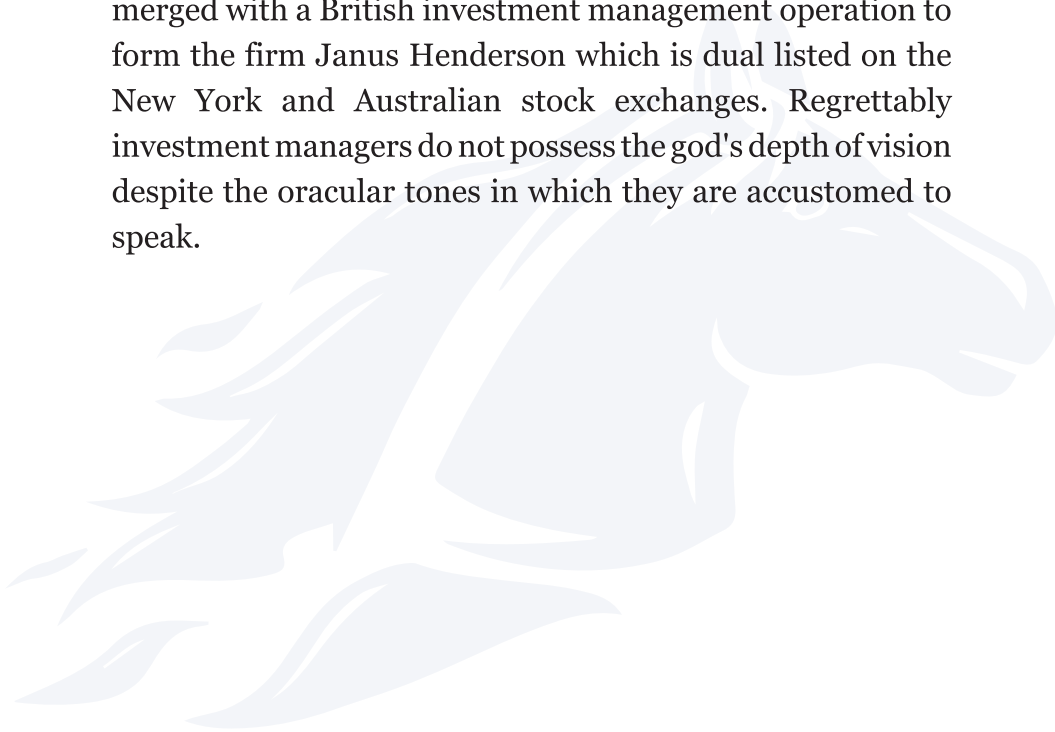 merged with a British investment management operation to
form the firm Janus Henderson which is dual listed on the
New York and Australian stock exchanges. Regrettably
investment managers do not possess the god's depth of vision
despite the oracular tones in which they are accustomed to
speak.